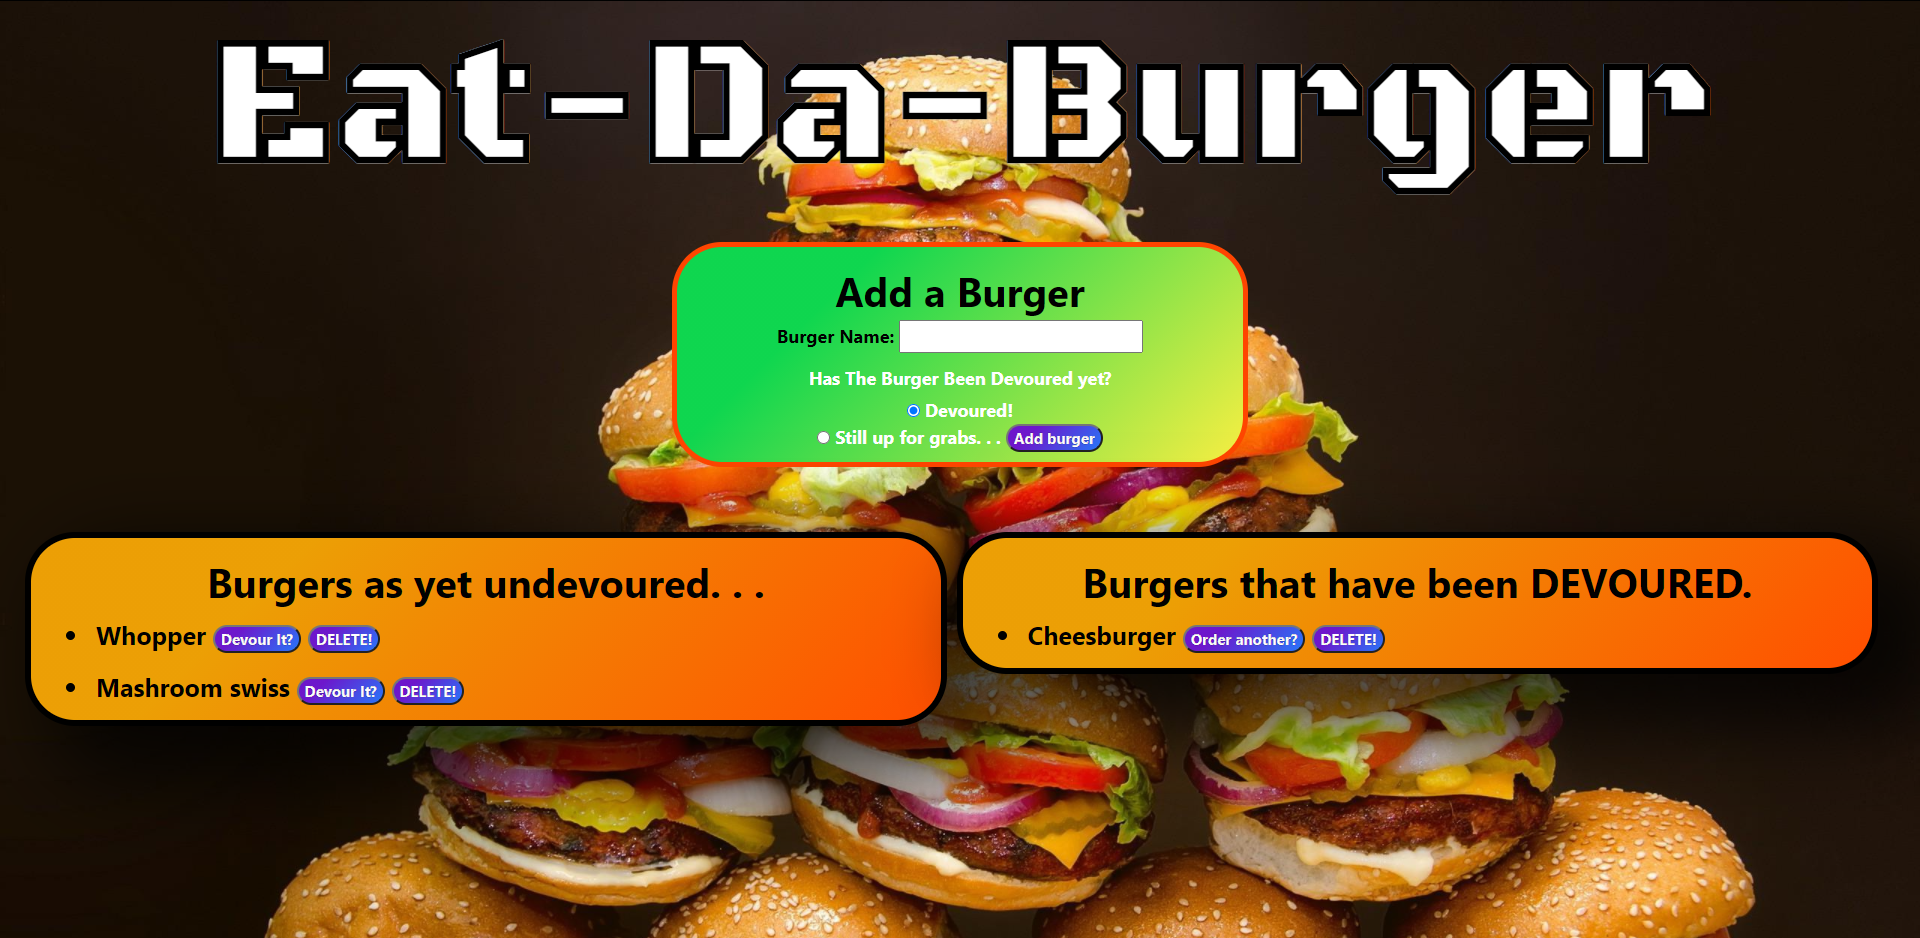 Eat-Da-Burger
Add a Burger
Burger Name:
Has The Burger Been Devoured yet?
Devoured!
Still up for grabs. . . Add burger
Burgers as yet undevoured. . .
Whopper Devour It? DELETE!
Mashroom swiss Devour It? DELETE!
Burgers that have been DEVOURED.
Cheesburger Order another? DELETE!